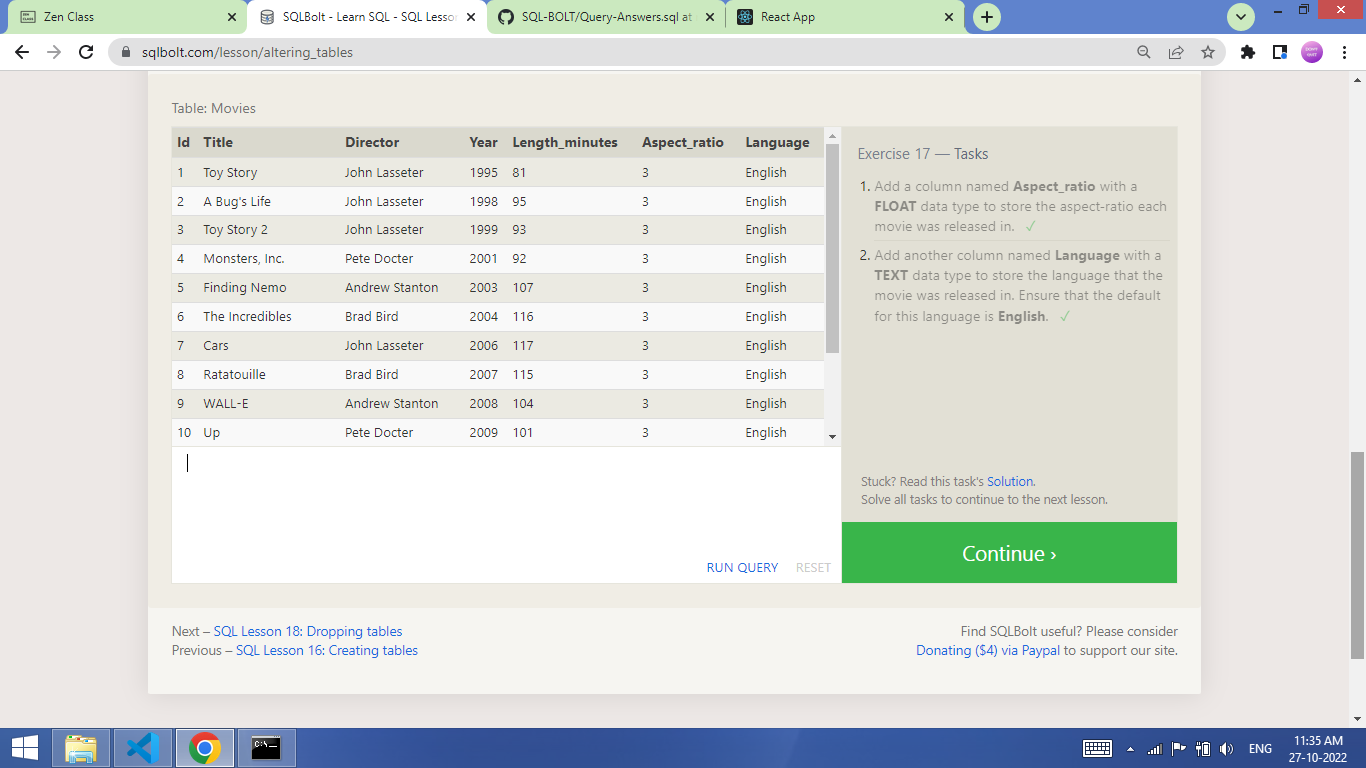 Zen Class
SQLBolt - Learn SQL - SQL Lesson
SQL-BOLT/Query-Answers.sql at
React App
sqlbolt.com/lesson/altering_tables
Table: Movies
Id Title Director Year Length_minutes Aspect_ratio Language
1 Toy Story John Lasseter 1995 81 3 English
2 A Bug's Life John Lasseter 1998 95 3 English
3 Toy Story 2 John Lasseter 1999 93 3 English
4 Monsters, Inc. Pete Docter 2001 92 3 English
5 Finding Nemo Andrew Stanton 2003 107 3 English
6 The Incredibles Brad Bird 2004 116 3 English
7 Cars John Lasseter 2006 117 3 English
8 Ratatouille Brad Bird 2007 115 3 English
9 WALL-E Andrew Stanton 2008 104 3 English
10 Up Pete Docter 2009 101 3 English
RUN QUERY RESET
Exercise 17 — Tasks
1. Add a column named Aspect_ratio with a
FLOAT data type to store the aspect-ratio each
movie was released in. ✓
2. Add another column named Language with a
TEXT data type to store the language that the
movie was released in. Ensure that the default
for this language is English. ✓
Stuck? Read this task's Solution.
Solve all tasks to continue to the next lesson.
Continue ›
Next – SQL Lesson 18: Dropping tables
Previous – SQL Lesson 16: Creating tables
Find SQLBolt useful? Please consider
Donating ($4) via Paypal to support our site.
C:\
ENG
11:35 AM
27-10-2022